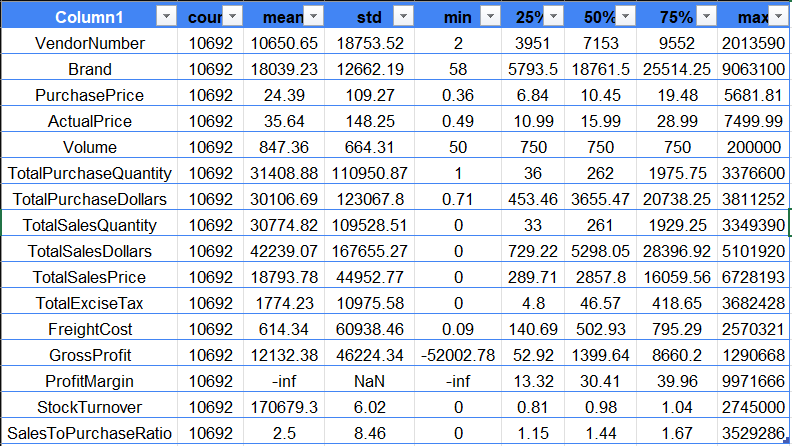 Column1 coun mean std min 25% 50% 75% max
VendorNumber 10692 10650.65 18753.52 2 3951 7153 9552 2013590
Brand 10692 18039.23 12662.19 58 5793.5 18761.5 25514.25 9063100
PurchasePrice 10692 24.39 109.27 0.36 6.84 10.45 19.48 5681.81
ActualPrice 10692 35.64 148.25 0.49 10.99 15.99 28.99 7499.99
Volume 10692 847.36 664.31 50 750 750 750 200000
TotalPurchaseQuantity 10692 31408.88 110950.87 1 36 262 1975.75 3376600
TotalPurchaseDollars 10692 30106.69 123067.8 0.71 453.46 3655.47 20738.25 3811252
TotalSalesQuantity 10692 30774.82 109528.51 0 33 261 1929.25 3349390
TotalSalesDollars 10692 42239.07 167655.27 0 729.22 5298.05 28396.92 5101920
TotalSalesPrice 10692 18793.78 44952.77 0 289.71 2857.8 16059.56 6728193
TotalExciseTax 10692 1774.23 10975.58 0 4.8 46.57 418.65 3682428
FreightCost 10692 614.34 60938.46 0.09 140.69 502.93 795.29 2570321
GrossProfit 10692 12132.38 46224.34 -52002.78 52.92 1399.64 8660.2 1290668
ProfitMargin 10692 -inf NaN -inf 13.32 30.41 39.96 9971666
StockTurnover 10692 170679.3 6.02 0 0.81 0.98 1.04 2745000
SalesToPurchaseRatio 10692 2.5 8.46 0 1.15 1.44 1.67 3529286